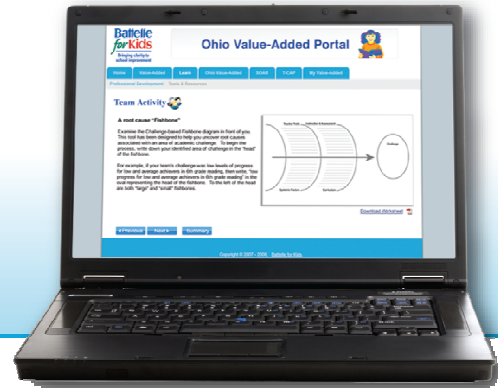 Battelle
for Kids
Bringing clarity to
school improvement
Ohio Value-Added Portal
Home Value-Added Learn Ohio Value-Added SOAR T-CAP My Value-Added
Professional Development Tools & Resources
Team Activity
A root cause "Fishbone"
Examine the Challenge-based Fishbone diagram in front of you.
This tool has been designed to help you uncover root causes
associated with an area of academic challenge. To begin the
process, write down your identified area of challenge in the "head"
of the fishbone.
For example, if your team's challenge was low levels of progress
for low and average achievers in 6th grade reading, then write, "low
progress for low and average achievers in 6th grade reading" in the
oval representing the head of the fishbone. To the left of the head
are both "large" and "small" fishbones.
Download Worksheet
Previous Next Summary
Copyright © 2007 - 2008 Battelle for Kids